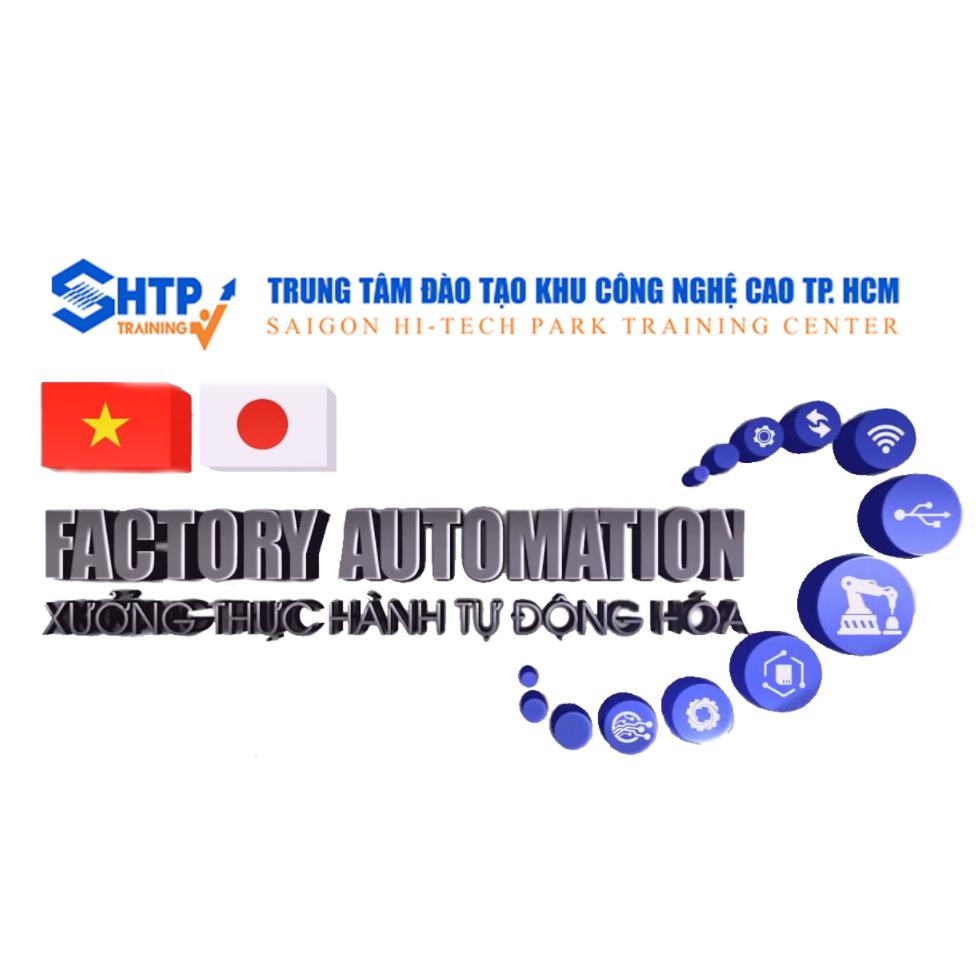 SHTP
TRAINING
TRUNG TÂM ĐÀO TẠO KHU CÔNG NGHỆ CAO TP. HCM
SAIGON HI-TECH PARK TRAINING CENTER
FACTORY AUTOMATION
XƯỞNG THỰC HÀNH TỰ ĐỘNG HÓA